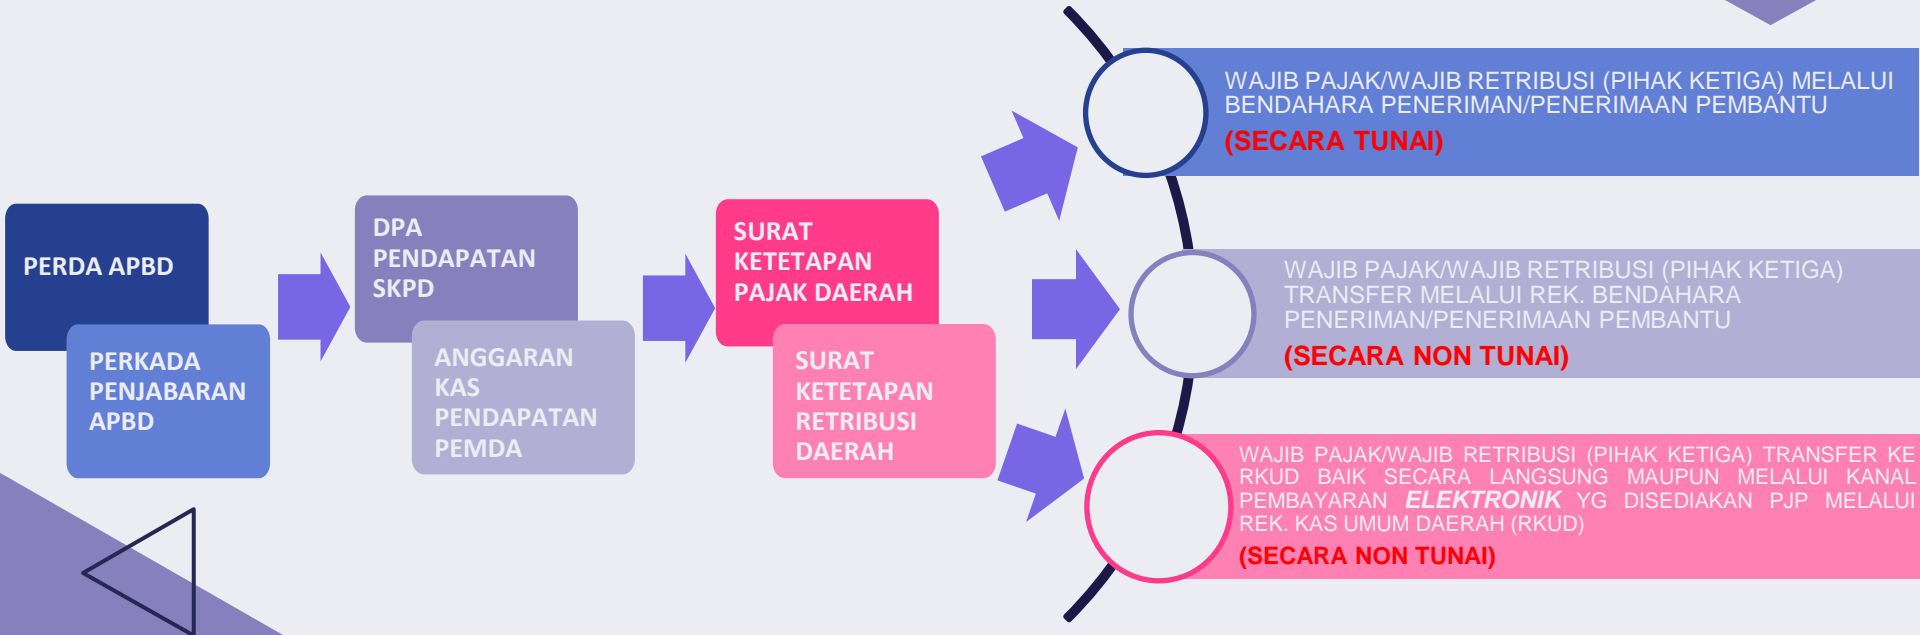 PERDA APBD
PERKADA
PENJABARAN
APBD
DPA
PENDAPATAN
SKPD
ANGGARAN
KAS
PENDAPATAN
PEMDA
SURAT
KETETAPAN
PAJAK DAERAH
SURAT
KETETAPAN
RETRIBUSI
DAERAH
WAJIB PAJAK/WAJIB RETRIBUSI (PIHAK KETIGA) MELALUI
BENDAHARA PENERIMAN/PENERIMAAN PEMBANTU
(SECARA TUNAI)
WAJIB PAJAK/WAJIB RETRIBUSI (PIHAK KETIGA)
TRANSFER MELALUI REK. BENDAHARA
PENERIMAN/PENERIMAAN PEMBANTU
(SECARA NON TUNAI)
WAJIB PAJAK/WAJIB RETRIBUSI (PIHAK KETIGA) TRANSFER KE
RKUD BAIK SECARA LANGSUNG MAUPUN MELALUI KANAL
PEMBAYARAN ELEKTRONIK YG DISEDIAKAN PJP MELALUI
REK. KAS UMUM DAERAH (RKUD)
(SECARA NON TUNAI)